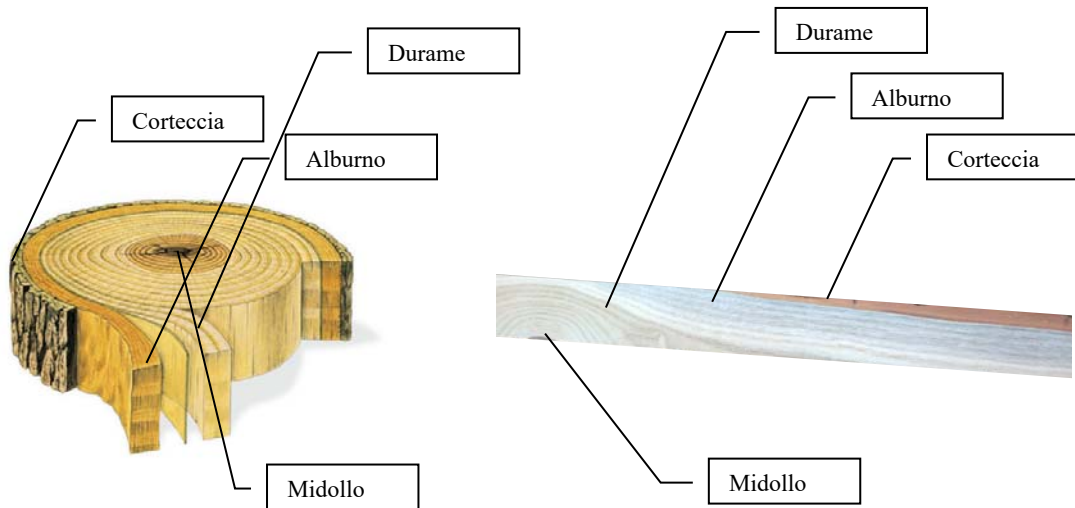 Durame
Corteccia
Alburno
Midollo
Durame
Alburno
Corteccia
Midollo